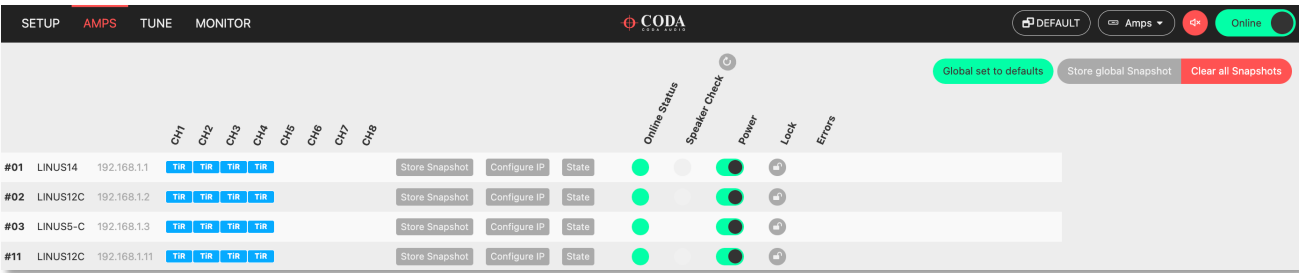 SETUP AMPS TUNE MONITOR CODA DEFAULT Amps Online
CODA AUDIO
Global set to defaults Store global Snapshot Clear all Snapshots
CH1 CH2 CH3 CH4 CH5 CH6 CH7 CH8 Online Status Speaker Check Power Lock Errors
#01 LINUS14 192.168.1.1 TiR TiR TiR TiR Store Snapshot Configure IP State
#02 LINUS12C 192.168.1.2 TiR TiR TiR TiR Store Snapshot Configure IP State
#03 LINUS5-C 192.168.1.3 TiR TiR TiR TiR Store Snapshot Configure IP State
#11 LINUS12C 192.168.1.11 TiR TiR TiR TiR Store Snapshot Configure IP State